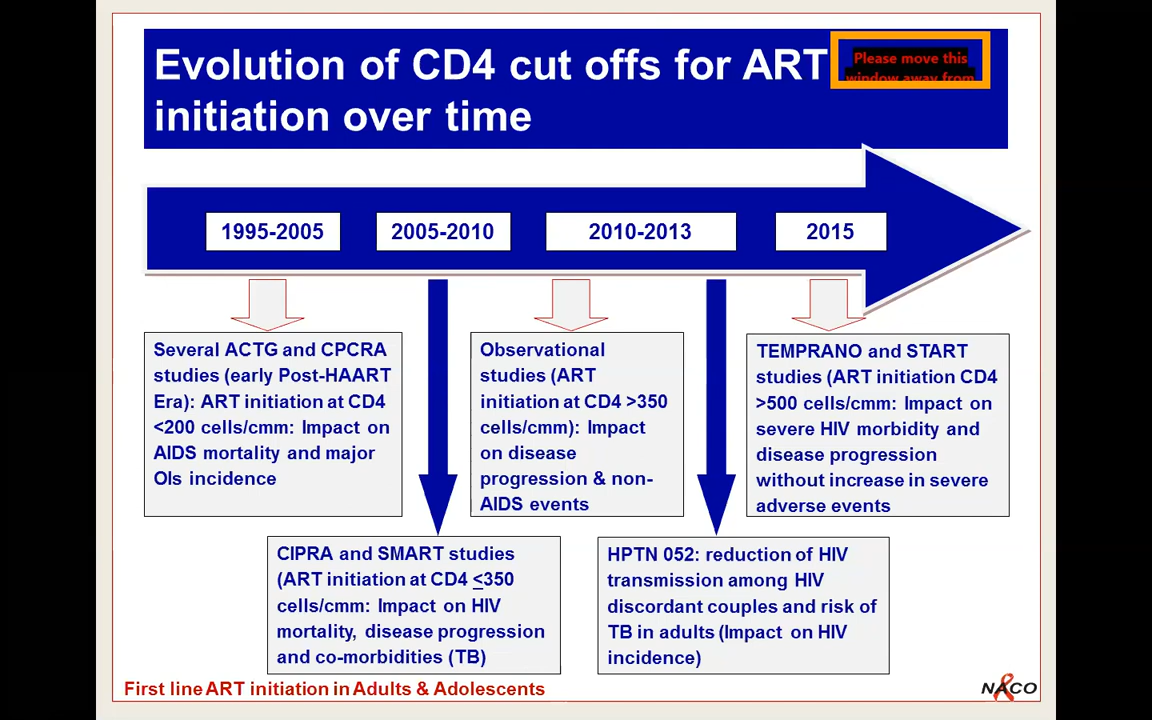 Evolution of CD4 cut offs for ART
initiation over time
Please move this
window away from
1995-2005
2005-2010
2010-2013
2015
Several ACTG and CPCRA
studies (early Post-HAART
Era): ART initiation at CD4
<200 cells/cmm: Impact on
AIDS mortality and major
OIs incidence
Observational
studies (ART
initiation at CD4 >350
cells/cmm): Impact
on disease
progression & non-
AIDS events
TEMPRANO and START
studies (ART initiation CD4
>500 cells/cmm: Impact on
severe HIV morbidity and
disease progression
without increase in severe
adverse events
CIPRA and SMART studies
(ART initiation at CD4 <350
cells/cmm: Impact on HIV
mortality, disease progression
and co-morbidities (TB)
HPTN 052: reduction of HIV
transmission among HIV
discordant couples and risk of
TB in adults (Impact on HIV
incidence)
First line ART initiation in Adults & Adolescents
NACO